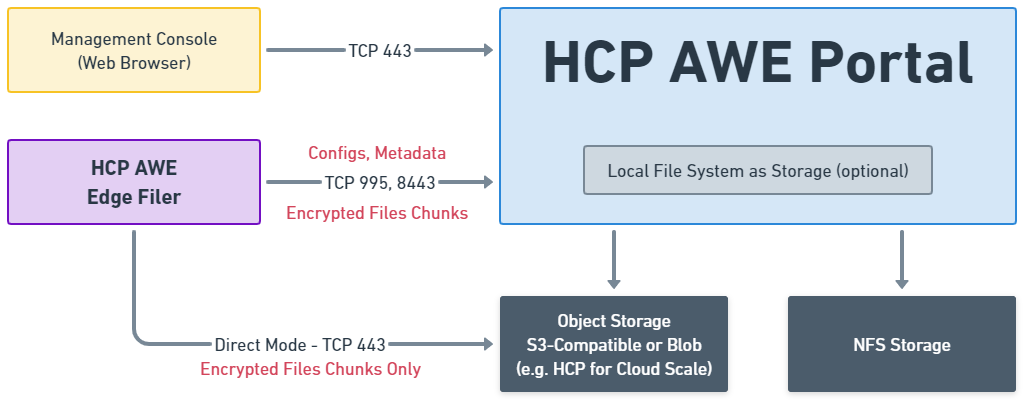 Management Console
(Web Browser)
TCP 443
HCP AWE Portal
HCP AWE
Edge Filer
Configs, Metadata
TCP 995, 8443
Encrypted Files Chunks
Local File System as Storage (optional)
Direct Mode - TCP 443
Encrypted Files Chunks Only
Object Storage
S3-Compatible or Blob
(e.g. HCP for Cloud Scale)
NFS Storage